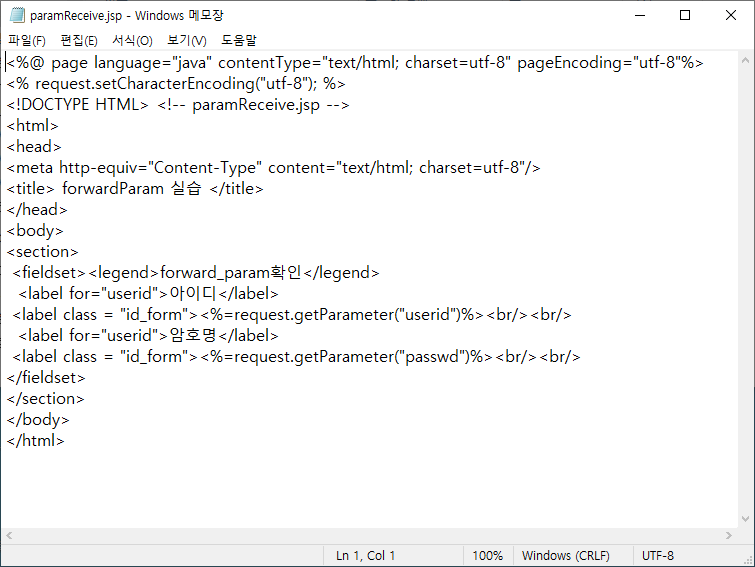 paramReceive.jsp - Windows 메모장
파일(F) 편집(E) 서식(O) 보기(V) 도움말
<%@ page language="java" contentType="text/html; charset=utf-8" pageEncoding="utf-8"%>
<% request.setCharacterEncoding("utf-8"); %>
<!DOCTYPE HTML> <!-- paramReceive.jsp -->
<html>
<head>
<meta http-equiv="Content-Type" content="text/html; charset=utf-8"/>
<title> forwardParam 실습 </title>
</head>
<body>
<section>
<fieldset><legend>forward_param확인</legend>
<label for="userid">아이디</label>
<label class = "id_form"><%=request.getParameter("userid")%><br/><br/>
<label for="userid">암호명</label>
<label class = "id_form"><%=request.getParameter("passwd")%><br/><br/>
</fieldset>
</section>
</body>
</html>
Ln 1, Col 1 100% Windows (CRLF) UTF-8